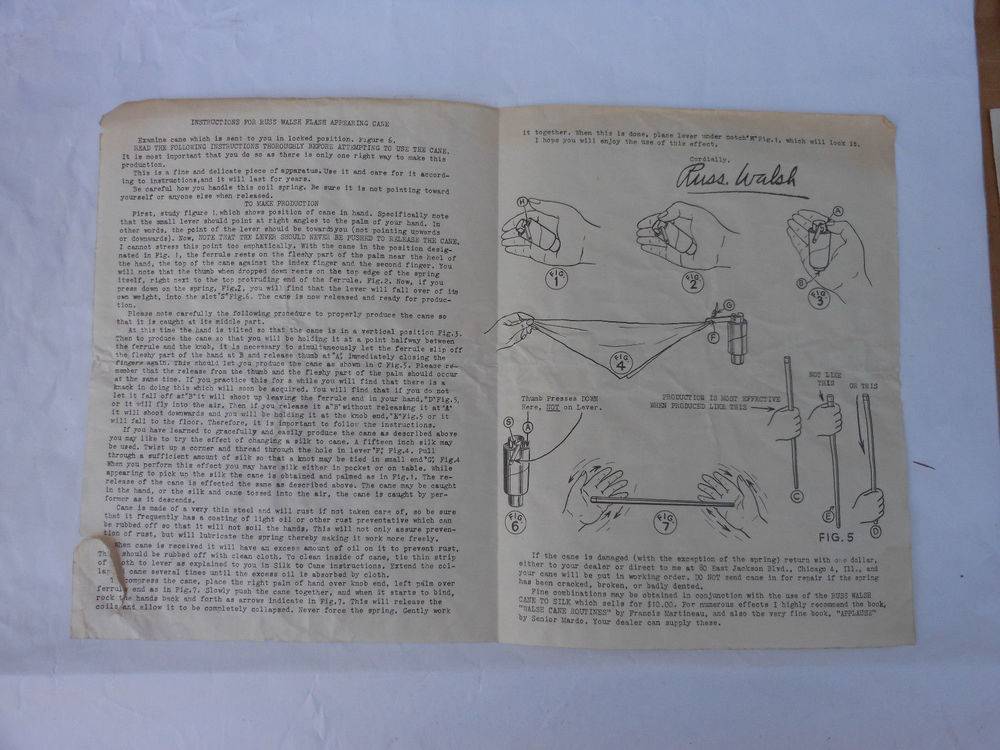 INSTRUCTIONS FOR RUSS WALSH FLASH APPEARING CANE
Examine cane which is sent to you in locked position. Figure 6.
READ THE FOLLOWING INSTRUCTIONS THOROUGHLY BEFORE ATTEMPTING TO USE THE CANE.
It is most important that you do so as there is only one right way to make this
production.
This is a fine and delicate piece of apparatus. Use it and care for it accord-
ing to instructions, and it will last for years.
Be careful how you handle this coil spring. Be sure it is not pointing toward
yourself or anyone else when released.
TO MAKE PRODUCTION
First, study figure 1.which shows position of cane in hand. Specifically note
that the small lever should point at right angles to the palm of your hand. In
other words, the point of the lever should be towards you (not pointing upwards
or downwards). Now, NOTE THAT THE LEVER SHOULD NEVER BE PUSHED TO RELEASE THE CANE.
I cannot stress this point too emphatically. With the cane in the position desig-
nated in Fig. 1, the ferrule rests on the fleshy part of the palm near the heel of
the hand, the top of the cane against the index finger and the second finger. You
will note that the thumb when dropped down rests on the top edge of the spring
itself, right next to the top protruding end of the ferrule. Fig.2. Now, if you
press down on the spring, Fig.2, you will find that the lever will fall over of its
own weight, into the slot"S"Fig.6. The cane is now released and ready for produc-
tion.
Please note carefully the following procedure to properly produce the cane so
that it is caught at its middle part.
At this time the hand is tilted so that the cane is in a vertical position Fig.3.
Then to produce the cane so that you will be holding it at a point halfway between
the ferrule and the knob, it is necessary to simultaneously let the ferrule slip off
the fleshy part of the hand at B and release thumb at"A", immediately closing the
fingers again. This should let you produce the cane as shown in C Fig.5. Please re-
member that the release from the thumb and the fleshy part of the palm should occur
at the same time. If you practice this for a while you will find that there is a
knack in doing this which will soon be acquired. You will find that if you do not
let it fall off at"B"it will shoot up leaving the ferrule end in your hand,"D"Fig.5,
or it will fly into the air. Then if you release it at"B"without releasing it at"A"
it will shoot downwards and you will be holding it at the knob end,"E"Fig.5 or it
will fall to the floor. Therefore, it is important to follow the instructions.
If you have learned to gracefully and easily produce the cane as described above
you may like to try the effect of changing a silk to cane. A fifteen inch silk may
be used. Twist up a corner and thread through the hole in lever"F", Fig.4. Pull
through a sufficient amount of silk so that a knot may be tied in small end"G", Fig.4
When you perform this effect you may have silk either in pocket or on table. While
appearing to pick up the silk the cane is obtained and palmed as in Fig.1. The re-
release of the cane is effected the same as described above. The cane may be caught
in the hand, or the silk and cane tossed into the air, the cane is caught by per-
former as it descends.
Cane is made of a very thin steel and will rust if not taken care of, so be sure
that it frequently has a coating of light oil or other rust preventative which can
be rubbed off so that it will not soil the hands. This will not only assure preven-
tion of rust, but will lubricate the spring thereby making it work more freely.
When cane is received it will have an excess amount of oil on it to prevent rust.
This should be rubbed off with clean cloth. To clean inside of cane, tie thin strip
of cloth to lever as explained to you in Silk to Cane instructions. Extend the col-
cane several times until the excess oil is absorbed by cloth.
compress the cane, place the right palm of hand over knob end, left palm over
ferrule end as in Fig.7. Slowly push the cane together, and when it starts to bind,
rock the hands back and forth as arrows indicate in Fig.7. This will release the
coils and allow it to be completely collapsed. Never force the spring. Gently work
it together. When this is done, place lever under notch"H"Fig.1, which will lock it.
I hope you will enjoy the use of this effect.
Cordially,
Russ. Walsh
H
FIG. 1
FIG. 2
A
B
FIG. 3
G
F
FIG. 4
Thumb Presses DOWN
Here, NOT on Lever.
S
A
FIG. 6
FIG. 7
PRODUCTION IS MOST EFFECTIVE
WHEN PRODUCED LIKE THIS
NOT LIKE
THIS
OR THIS
C
E
D
FIG. 5
If the cane is damaged (with the exception of the spring) return with one dollar,
either to your dealer or direct to me at 80 East Jackson Blvd., Chicago 4, Ill., and
your cane will be put in working order. DO NOT send cane in for repair if the spring
has been cracked, broken, or badly dented.
Fine combinations may be obtained in conjunction with the use of the RUSS WALSH
CANE TO SILK which sells for $10.00. For numerous effects I highly recommend the book,
"WALSH CANE ROUTINES" by Francis Martineau, and also the very fine book, "APPLAUSE"
by Senior Mardo. Your dealer can supply these.